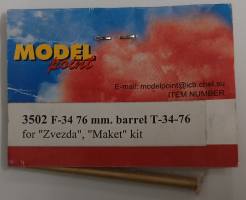 MODEL
point
E-mail: modelpoint@icb.chel.su
ITEM NUMBER
3502 F-34 76 mm. barrel T-34-76
for "Zvezda", "Maket" kit